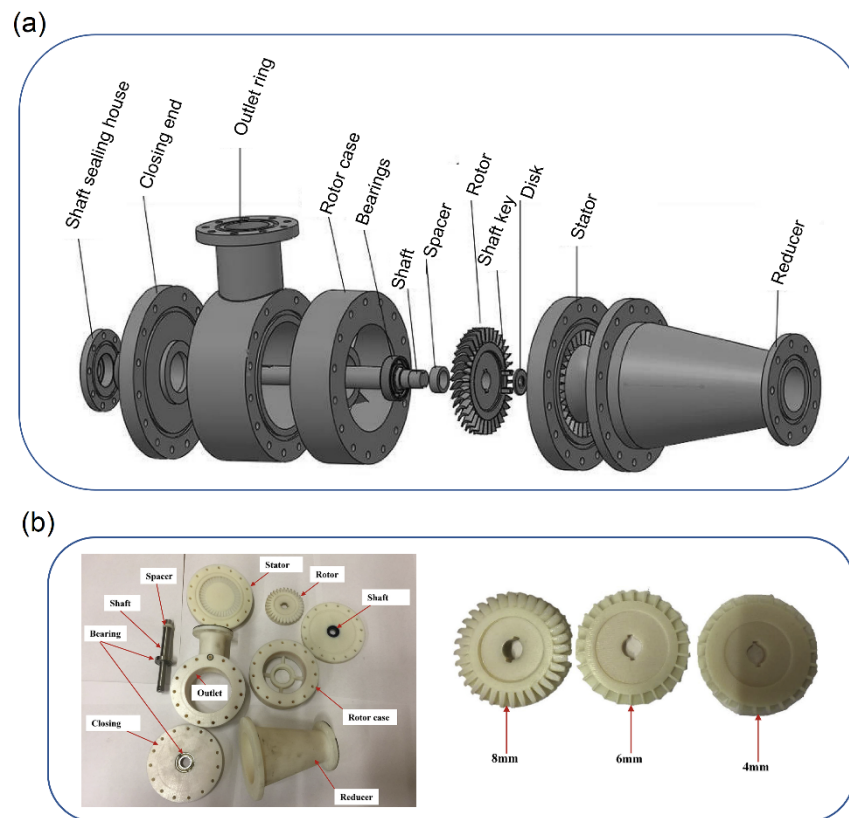 (a)
Shaft sealing house
Closing end
Outlet ring
Rotor case
Bearings
Shaft
Spacer
Rotor
Shaft key
Disk
Stator
Reducer
(b)
Spacer
Shaft
Bearing
Closing
Stator
Rotor
Shaft
Outlet
Rotor case
Reducer
8mm
6mm
4mm